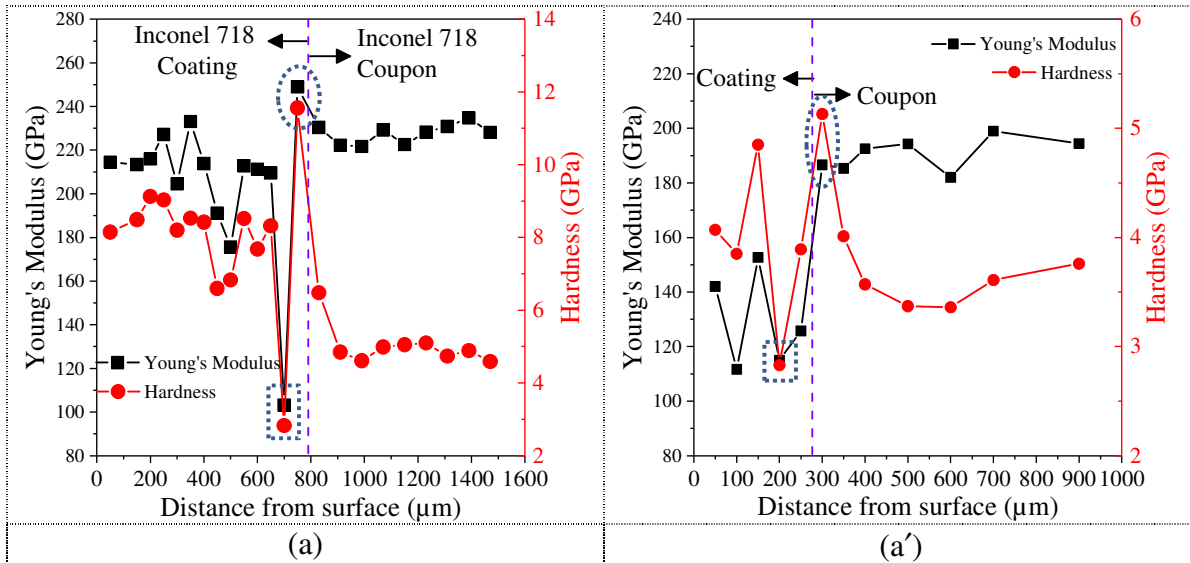 280
260
240
220
200
180
160
140
120
100
80
Young's Modulus (GPa)
Inconel 718
Coating
Inconel 718
Coupon
Young's Modulus
Hardness
14
12
10
8
6
4
2
Hardness (GPa)
0 200 400 600 800 1000 1200 1400 1600
Distance from surface (µm)
(a)
240
220
200
180
160
140
120
100
80
Young's Modulus (GPa)
Young's Modulus
Hardness
Coating
Coupon
6
5
4
3
2
Hardness (GPa)
0 100 200 300 400 500 600 700 800 900 1000
Distance from surface (µm)
(a′)